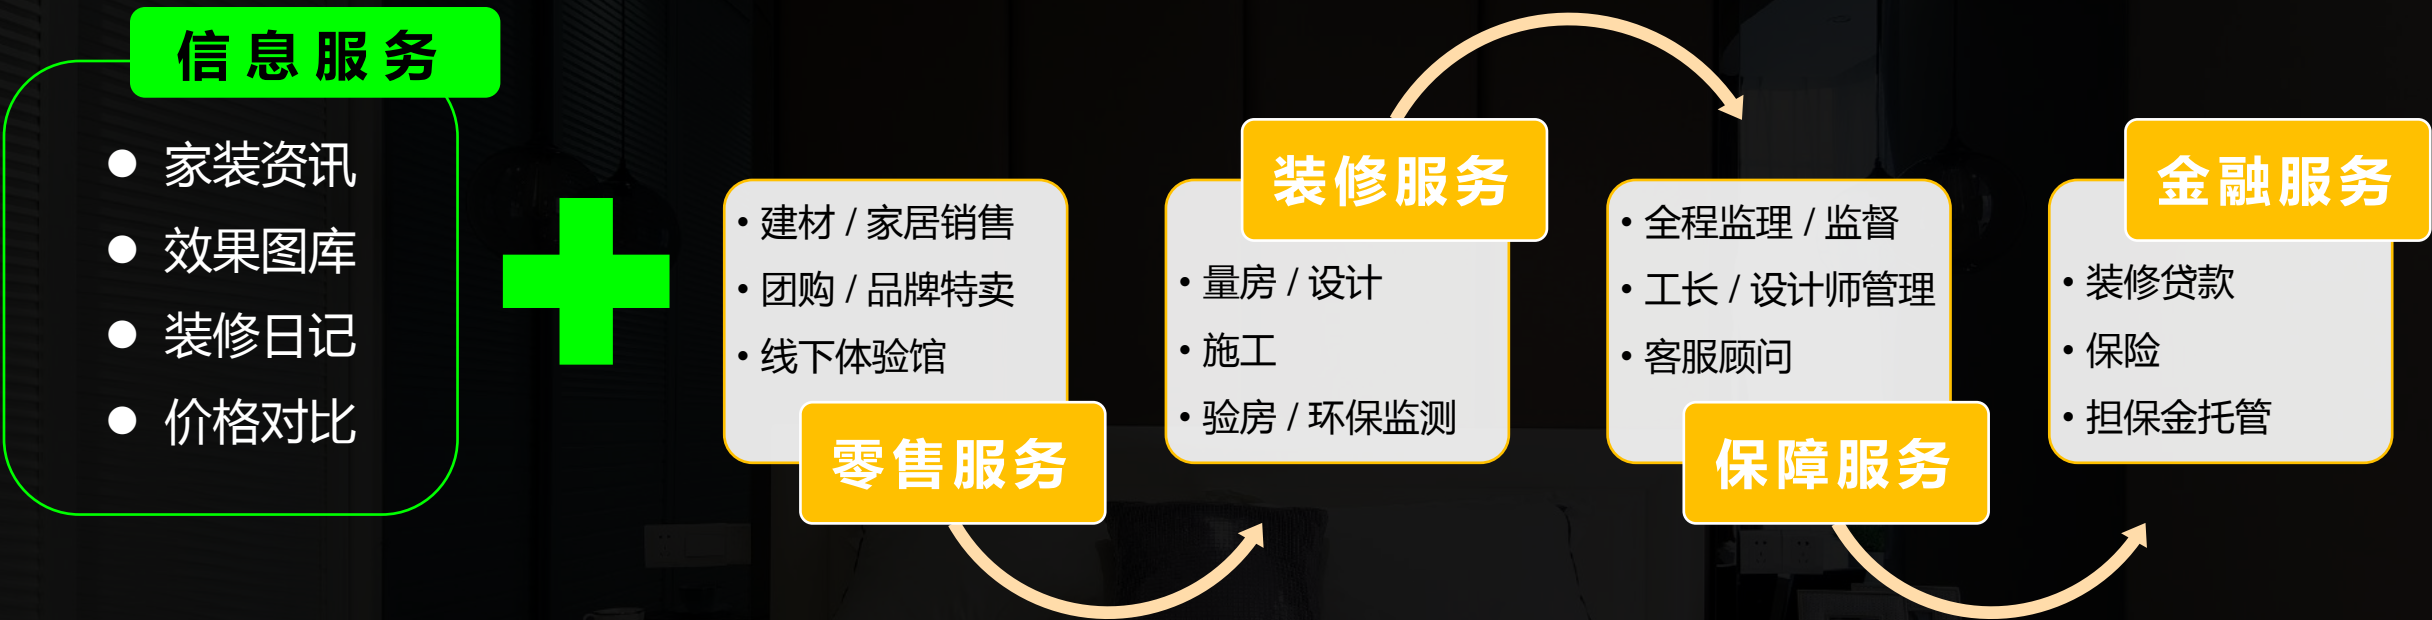 信息服务
● 家装资讯
● 效果图库
● 装修日记
● 价格对比
• 建材 / 家居销售
• 团购 / 品牌特卖
• 线下体验馆
零售服务
装修服务
• 量房 / 设计
• 施工
• 验房 / 环保监测
• 全程监理 / 监督
• 工长 / 设计师管理
• 客服顾问
保障服务
金融服务
• 装修贷款
• 保险
• 担保金托管